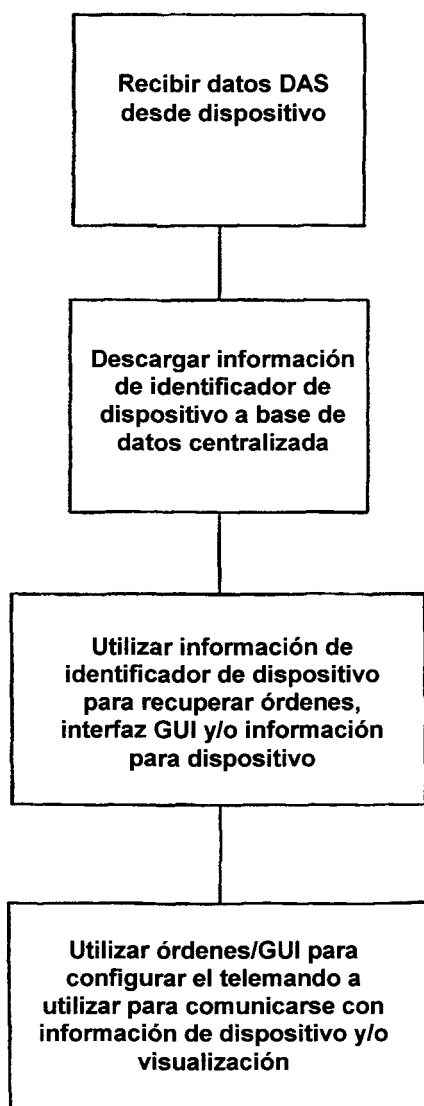 Recibir datos DAS
desde dispositivo
Descargar información
de identificador de
dispositivo a base de
datos centralizada
Utilizar información de
identificador de dispositivo
para recuperar órdenes,
interfaz GUI y/o información
para dispositivo
Utilizar órdenes/GUI para
configurar el telemando a
utilizar para comunicarse con
información de dispositivo y/o
visualización